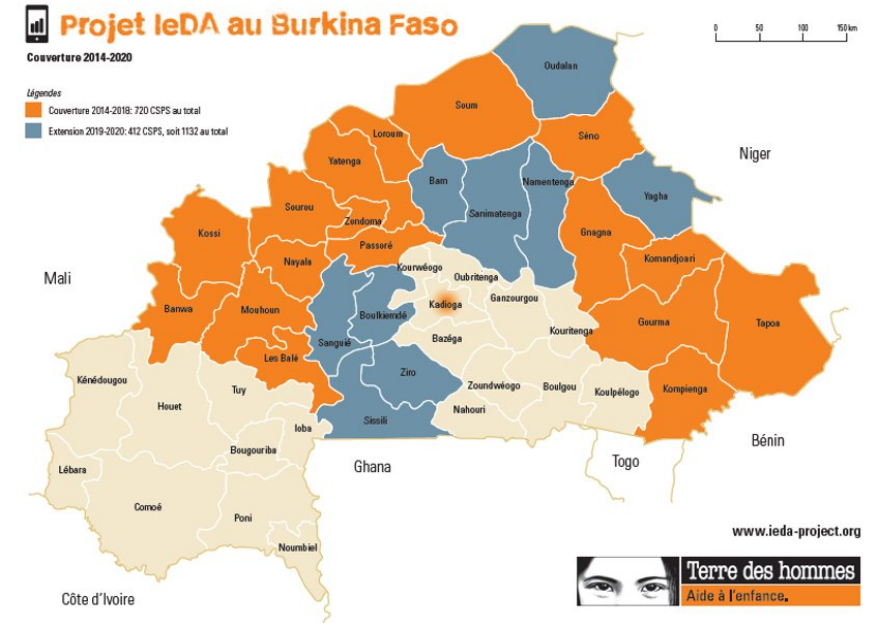 Projet IeDA au Burkina Faso
Couverture 2014-2020
0 50 100 150 km
Légendes
Couverture 2014-2018: 720 CSPS au total
Extension 2019-2020: 412 CSPS, soit 1132 au total
Oudalan
Soum
Loroum
Séno
Niger
Yatenga
Bam
Namentenga
Yagha
Sourou
Sanimatenga
Zondoma
Kossi
Gnagna
Passoré
Nayala
Komandjoari
Kourwéogo
Mali
Oubritenga
Ganzourgou
Banwa
Mouhoun
Kadioga
Boulkiemdé
Gourma
Tapoa
Kouritenga
Sanguié
Bazéga
Les Balé
Ziro
Kénédougou
Zoundwéogo
Boulgou
Tuy
Koulpélogo
Kompienga
Houet
Nahouri
Sissili
Ioba
Bénin
Bougouriba
Togo
Ghana
Lébara
Comoé
Poni
www.ieda-project.org
Noumbiel
Terre des hommes
Aide à l'enfance.
Côte d'Ivoire